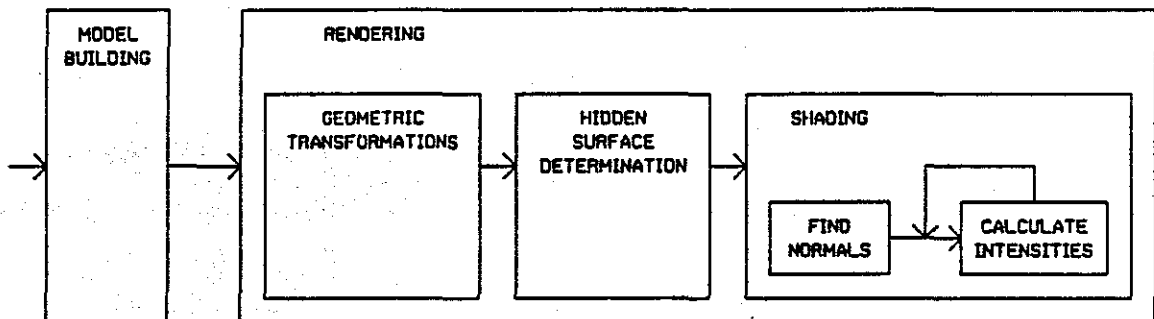 MODEL
BUILDING
RENDERING
GEOMETRIC
TRANSFORMATIONS
HIDDEN
SURFACE
DETERMINATION
SHADING
FIND
NORMALS
CALCULATE
INTENSITIES